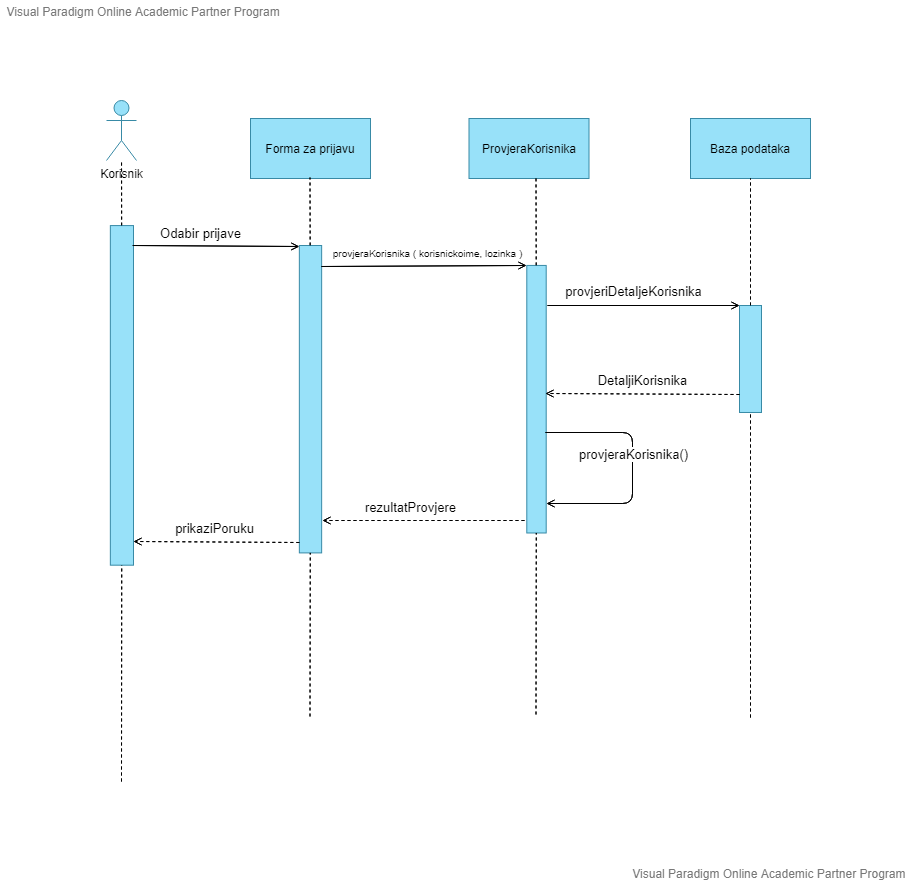 Visual Paradigm Online Academic Partner Program
Korisnik
Forma za prijavu
ProvjeraKorisnika
Baza podataka
Odabir prijave
provjeraKorisnika ( korisnickoime, lozinka )
provjeriDetaljeKorisnika
DetaljiKorisnika
provjeraKorisnika()
rezultatProvjere
prikaziPoruku
Visual Paradigm Online Academic Partner Program